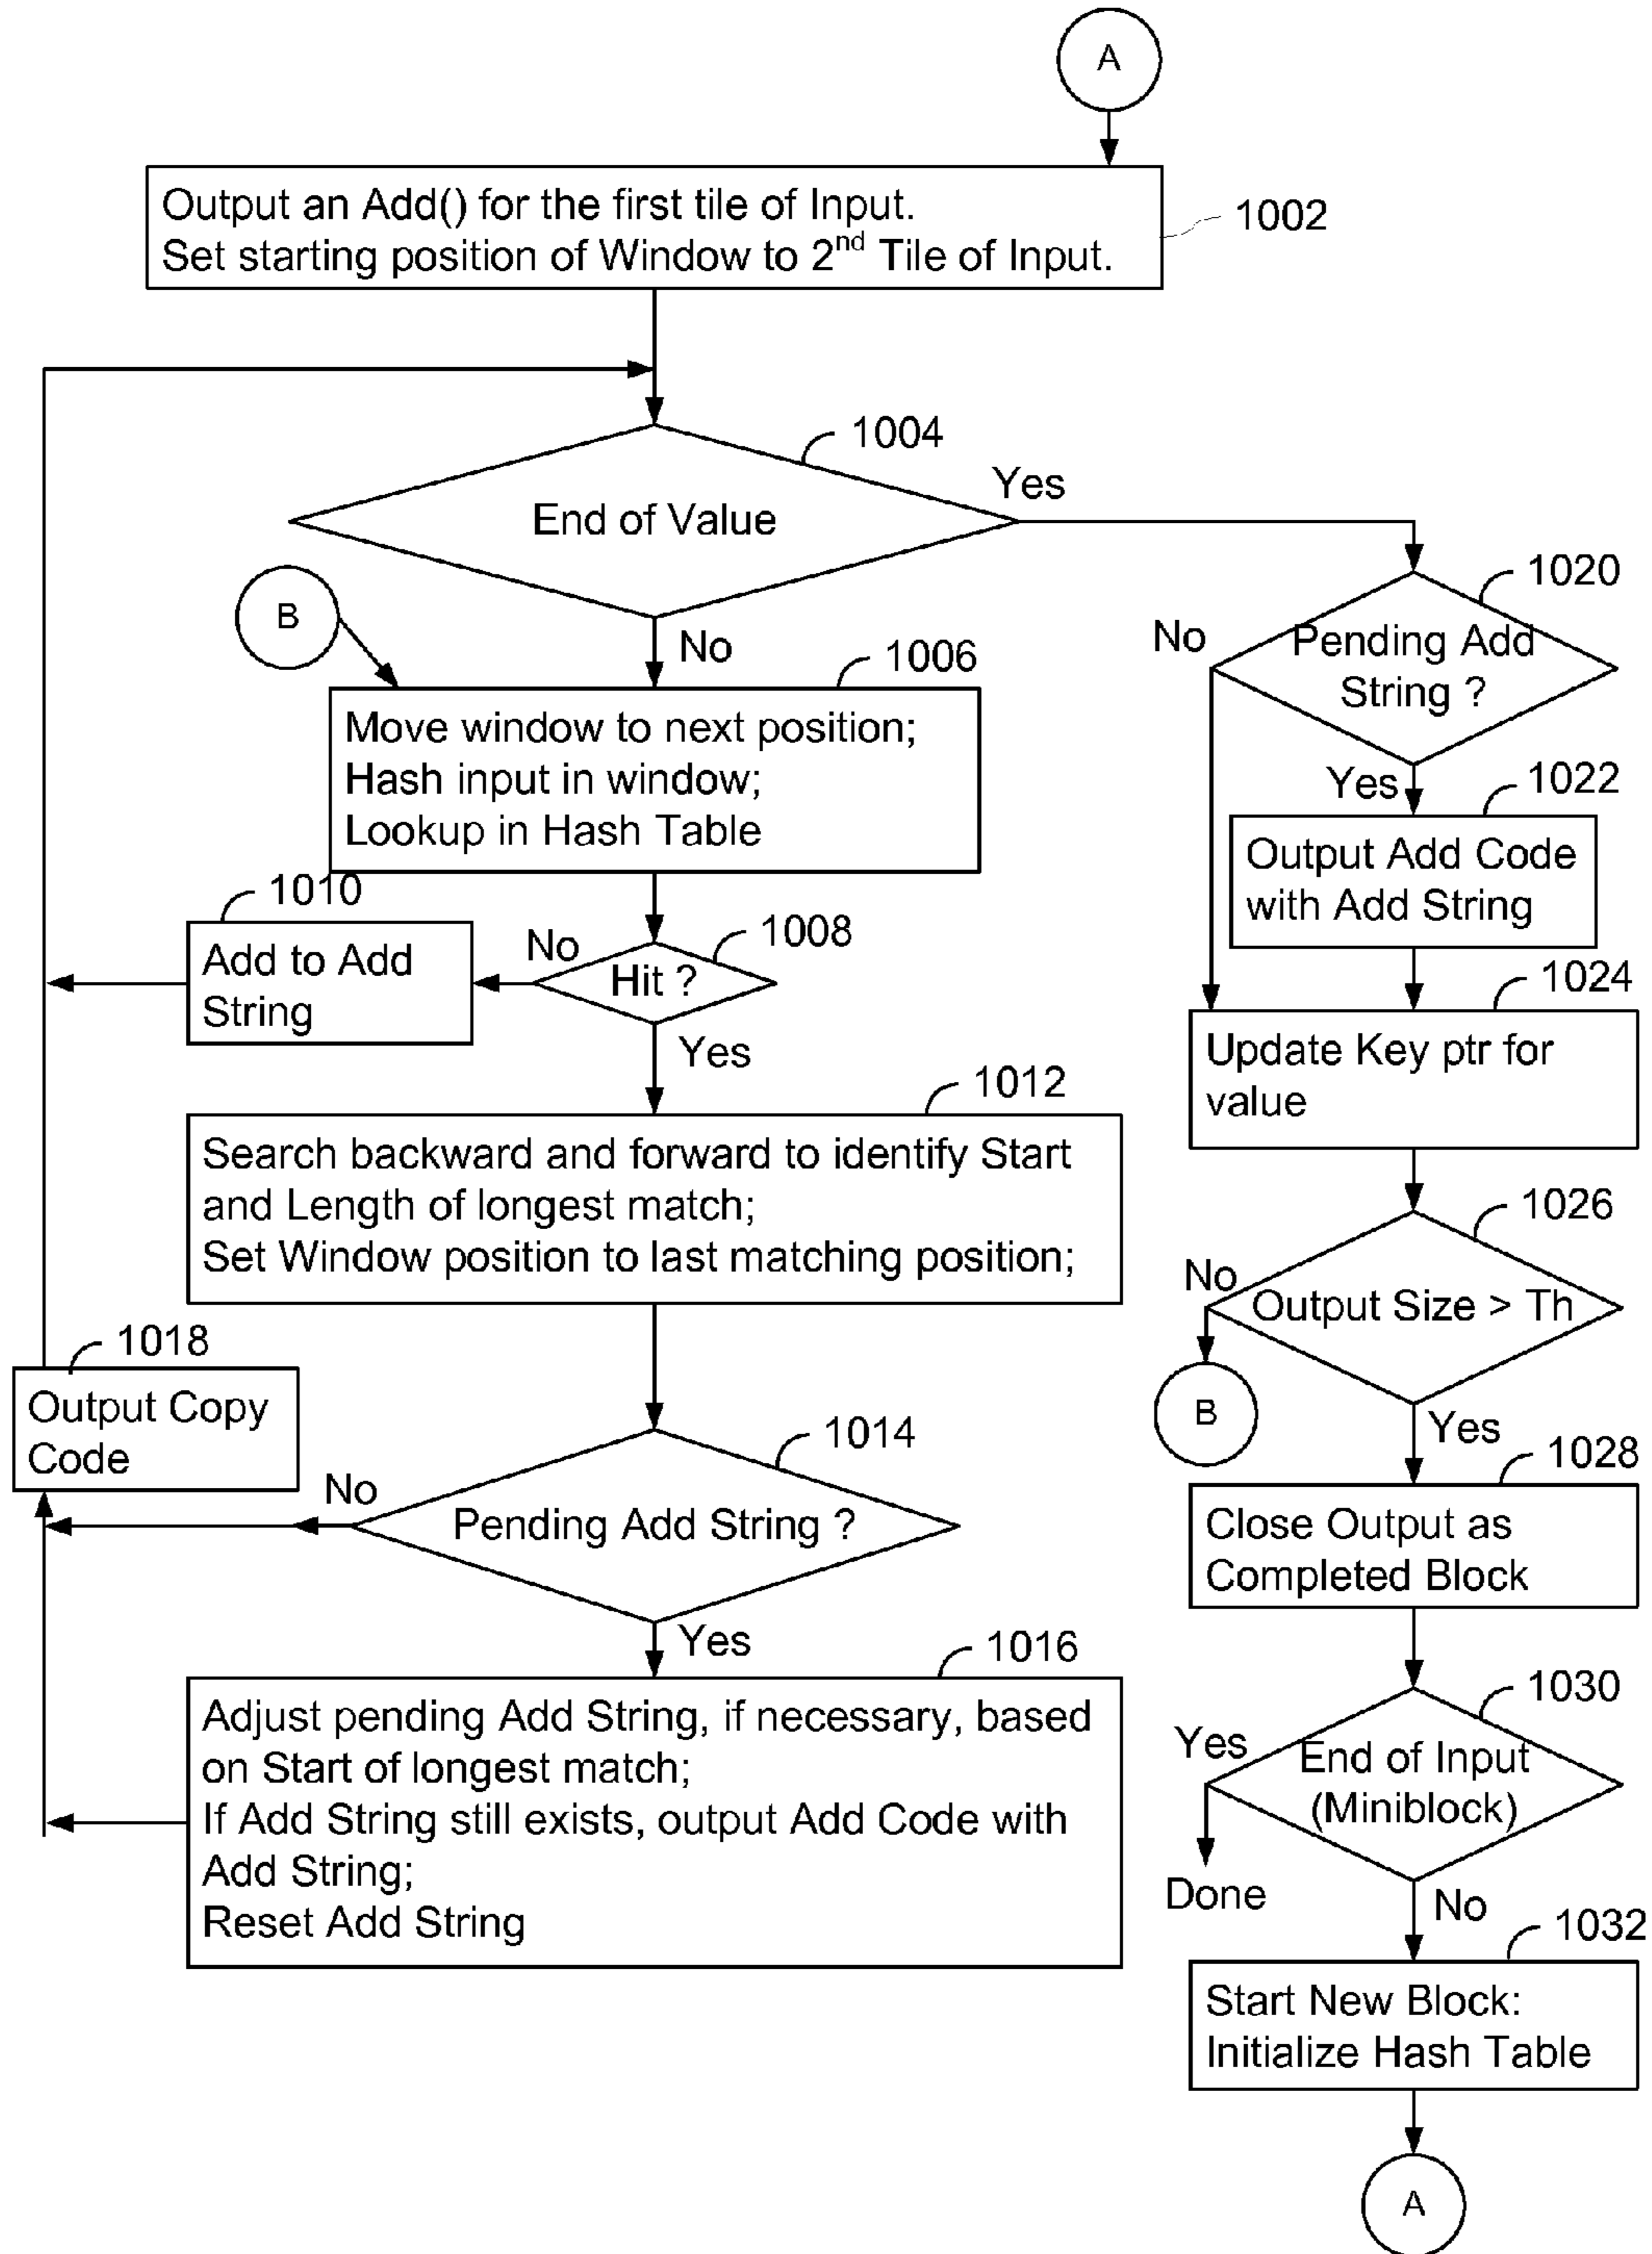 A
Output an Add() for the first tile of Input.
Set starting position of Window to 2nd Tile of Input.
1002
1004
End of Value
Yes
No
B
1006
Move window to next position;
Hash input in window;
Lookup in Hash Table
1010
Add to Add
String
No
1008
Hit ?
Yes
1012
Search backward and forward to identify Start
and Length of longest match;
Set Window position to last matching position;
1018
Output Copy
Code
No
1014
Pending Add String ?
Yes
1016
Adjust pending Add String, if necessary, based
on Start of longest match;
If Add String still exists, output Add Code with
Add String;
Reset Add String
1020
No
Pending Add
String ?
Yes
1022
Output Add Code
with Add String
1024
Update Key ptr for
value
1026
No
Output Size > Th
B
Yes
1028
Close Output as
Completed Block
1030
Yes
End of Input
(Miniblock)
Done
No
1032
Start New Block:
Initialize Hash Table
A